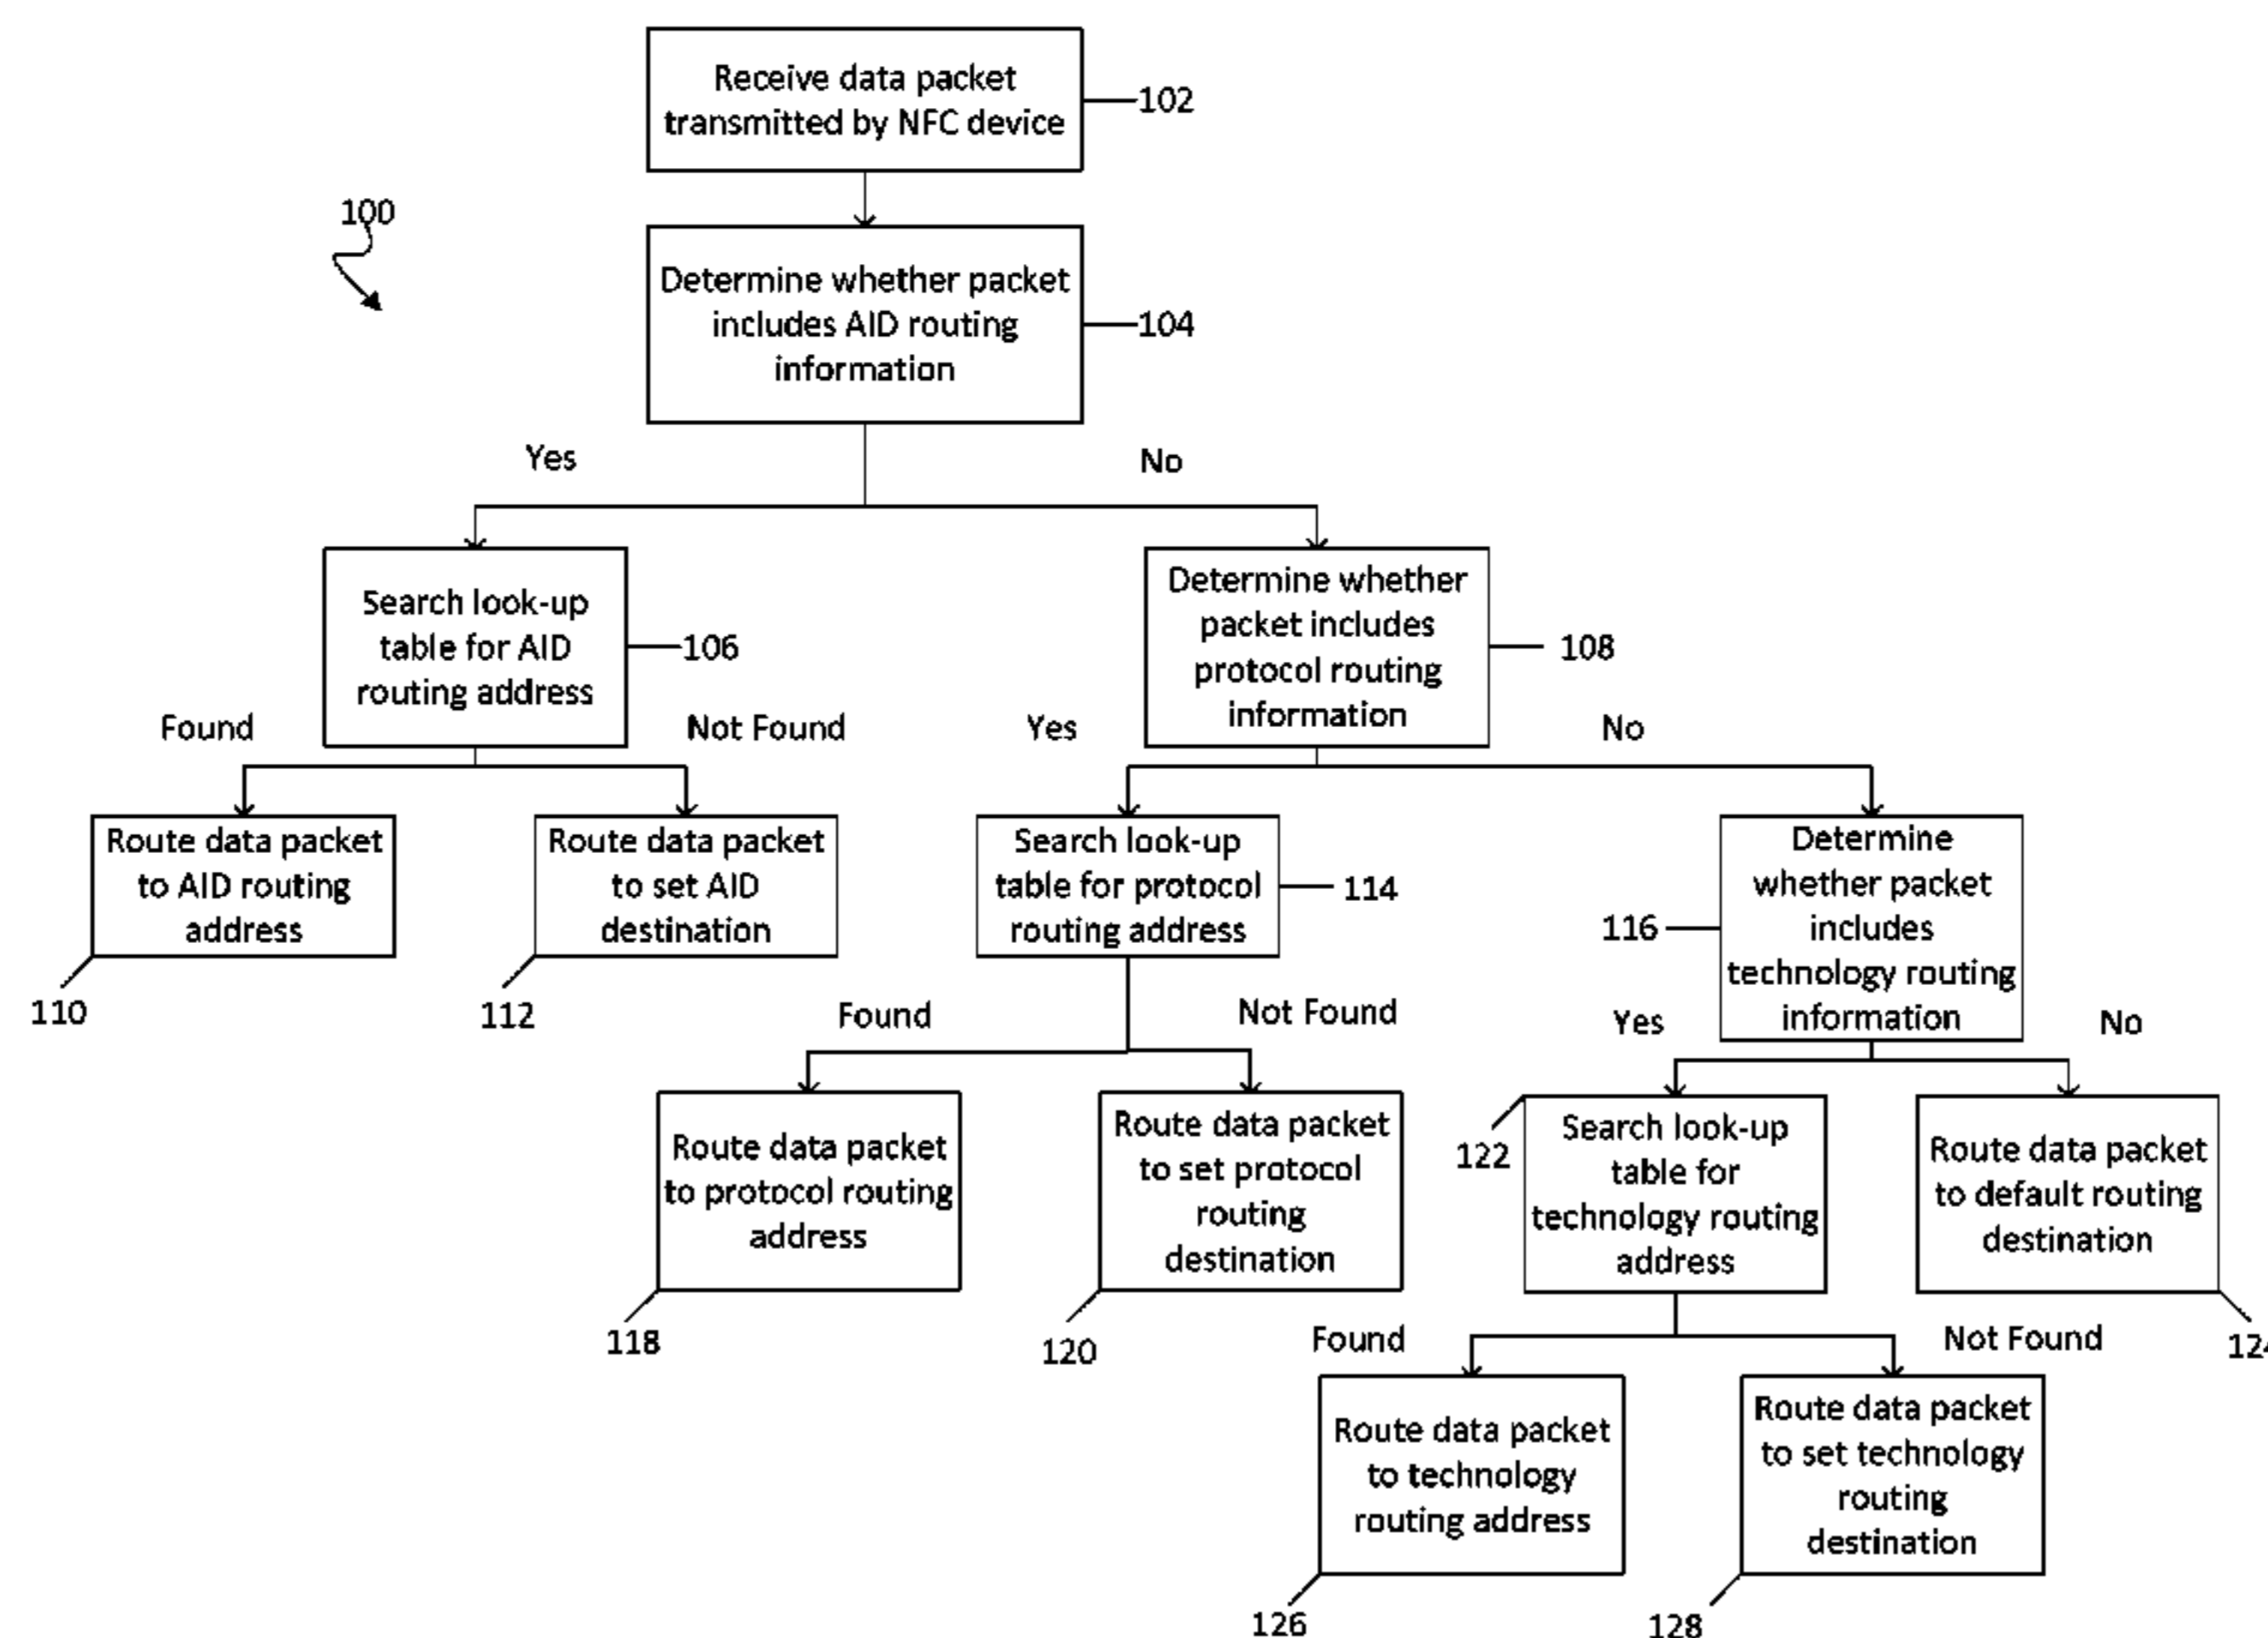 Receive data packet
transmitted by NFC device
102
100
Determine whether packet
includes AID routing
information
104
Yes
No
Search look-up
table for AID
routing address
106
Determine whether
packet includes
protocol routing
information
108
Found
Not Found
Yes
No
Route data packet
to AID routing
address
110
Route data packet
to set AID
destination
112
Search look-up
table for protocol
routing address
114
Determine
whether packet
includes
technology routing
information
116
Found
Not Found
Yes
No
Route data packet
to protocol routing
address
118
Route data packet
to set protocol
routing
destination
120
Search look-up
table for
technology routing
address
122
Route data packet
to default routing
destination
124
Found
Not Found
Route data packet
to technology
routing address
126
Route data packet
to set technology
routing
destination
128